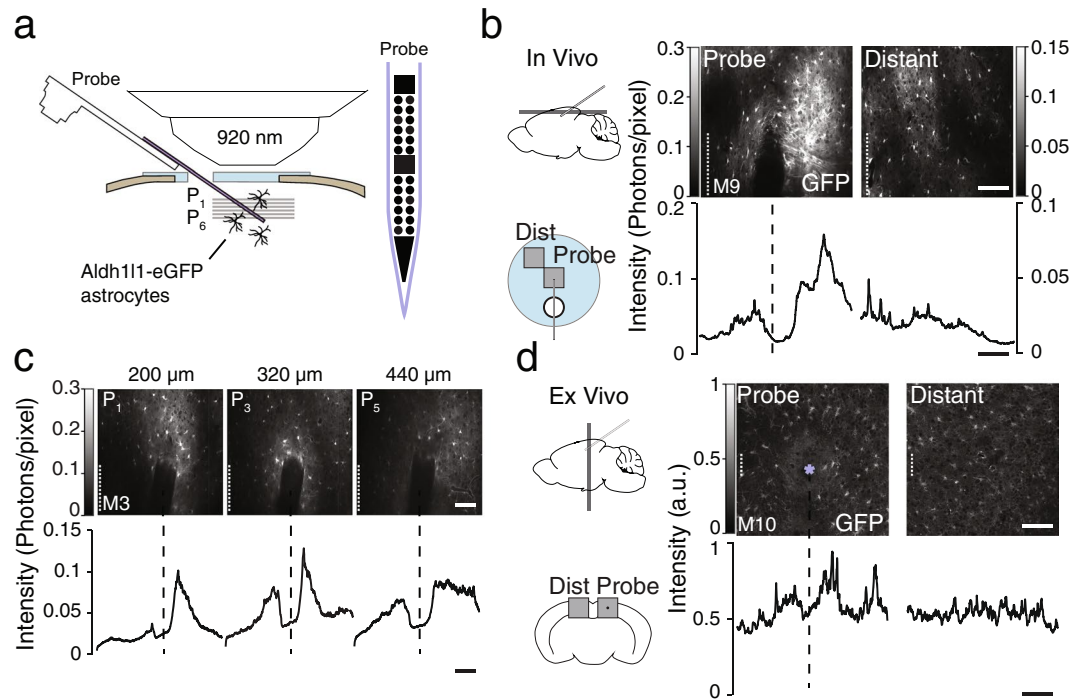 a
Probe
920 nm
P1
P6
Aldh1l1-eGFP
astrocytes
Probe
b
In Vivo
Dist
Probe
Intensity (Photons/pixel)
0.3
0.2
0.1
0
Probe
M9
GFP
Distant
0.15
0.1
0.05
0
0.2
0.1
0
0.1
0.05
0
c
200 µm
320 µm
440 µm
Intensity (Photons/pixel)
0.3
0.2
0.1
0
P1
M3
P3
P5
0.15
0.1
0.05
0
d
Ex Vivo
Dist Probe
Intensity (a.u.)
1
0.5
0
Probe
*
M10
GFP
Distant
1
0.5
0